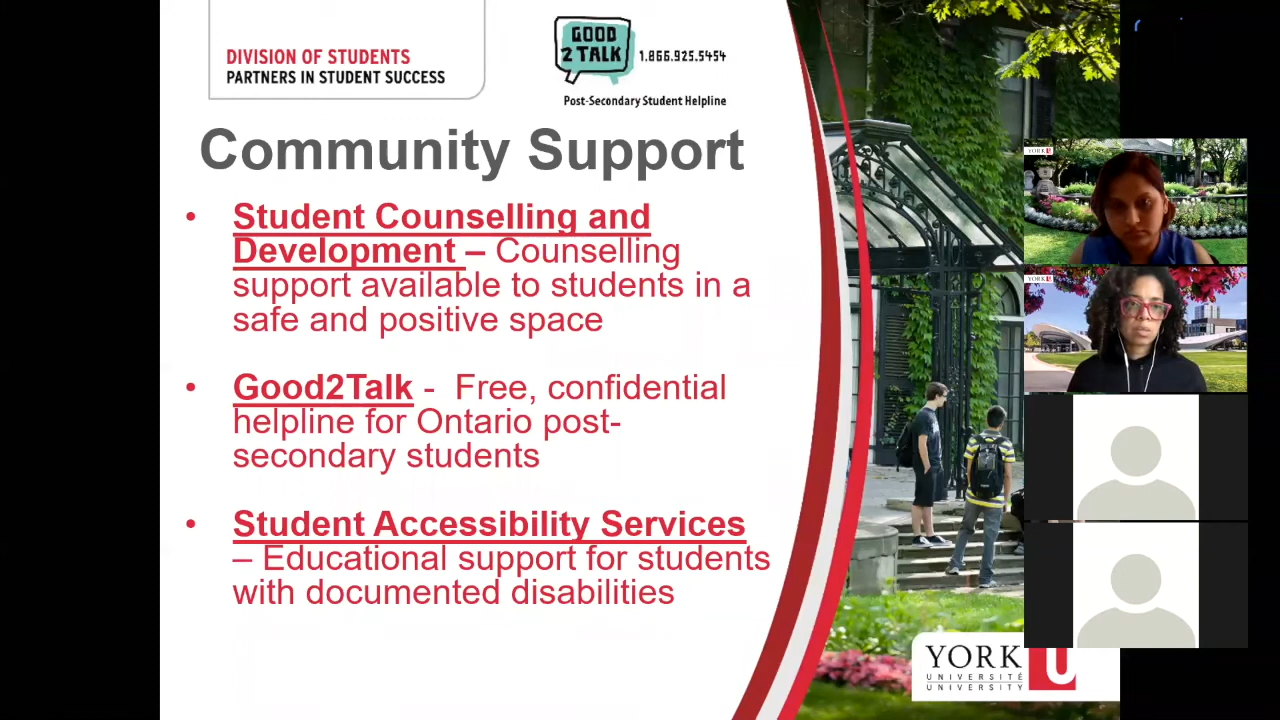 DIVISION OF STUDENTS
PARTNERS IN STUDENT SUCCESS
GOOD
2 TALK
1.866.925.5454
Post-Secondary Student Helpline
Community Support
• Student Counselling and
Development – Counselling
support available to students in a
safe and positive space
• Good2Talk - Free, confidential
helpline for Ontario post-
secondary students
• Student Accessibility Services
– Educational support for students
with documented disabilities
YORK U
YORK U
YORK U
UNIVERSITÉ
UNIVERSITY